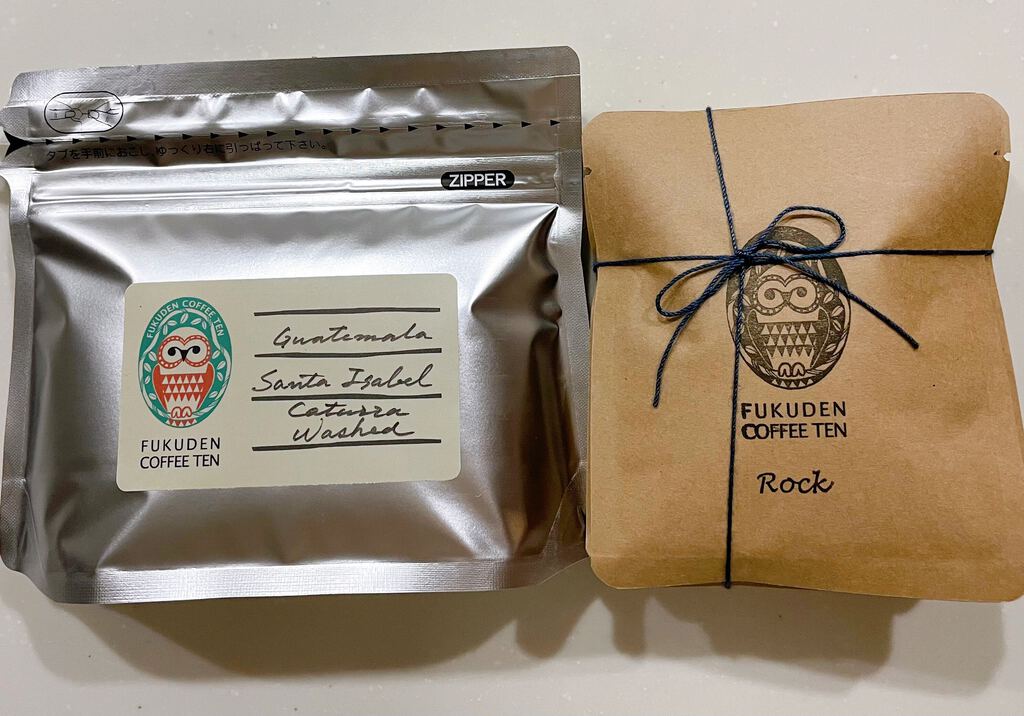 タブを手前におこし、ゆっくり右に引っぱって下さい。
ZIPPER
FUKUDEN COFFEE TEN
FUKUDEN
COFFEE TEN
Guatemala
Santa Isabel
Caturra
Washed
FUKUDEN
COFFEE TEN
Rock